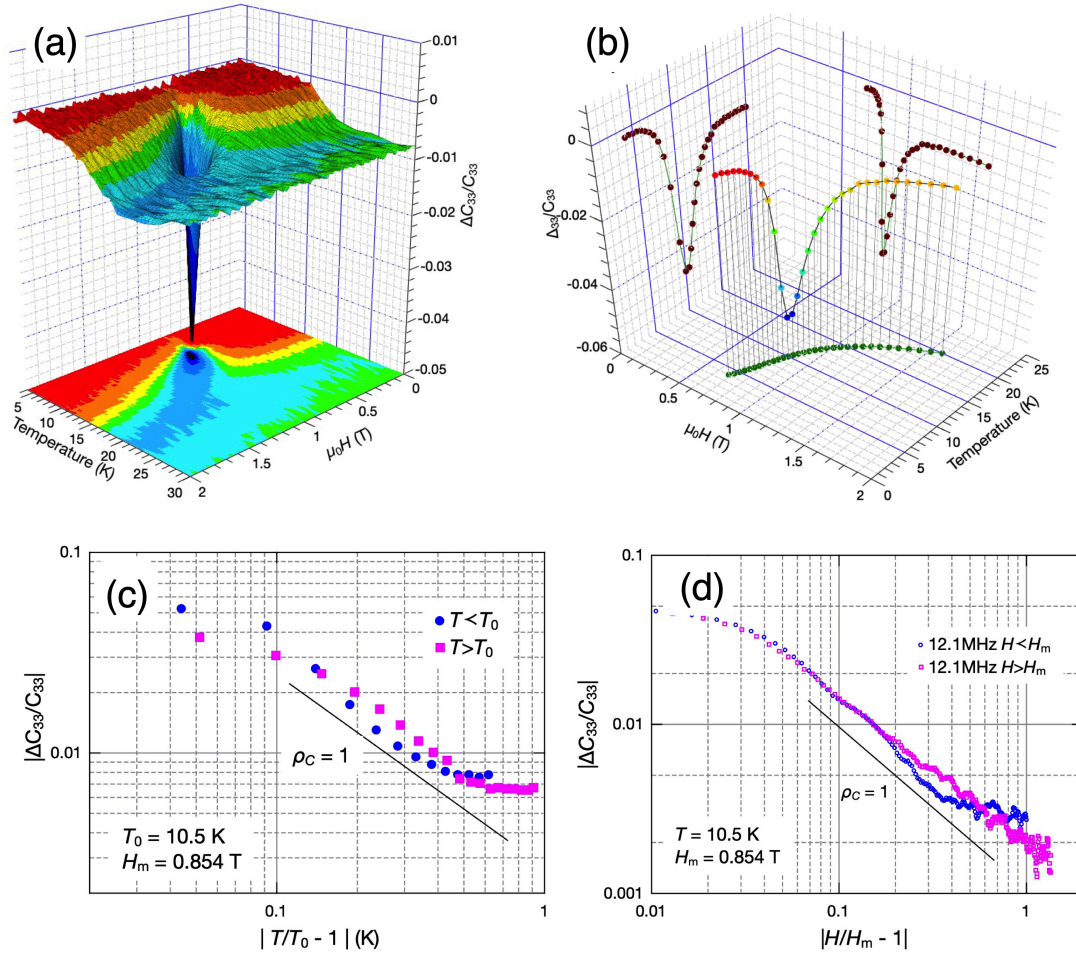 (a)
0.01
0
-0.01
-0.02
-0.03
-0.04
-0.05
ΔC33/C33
5
10
15
20
25
30
Temperature (K)
2
1.5
1
0.5
0
μ0H (T)
(b)
0
-0.02
-0.04
-0.06
Δ33/C33
0
0.5
1
1.5
2
μ0H (T)
0
5
10
15
20
25
Temperature (K)
(c)
0.1
0.01
|ΔC33/C33|
T<T0
T>T0
ρC = 1
T0 = 10.5 K
Hm = 0.854 T
0.1
1
| T/T0 - 1 | (K)
(d)
0.1
0.01
0.001
|ΔC33/C33|
12.1MHz H<Hm
12.1MHz H>Hm
ρC = 1
T = 10.5 K
Hm = 0.854 T
0.01
0.1
1
|H/Hm - 1|